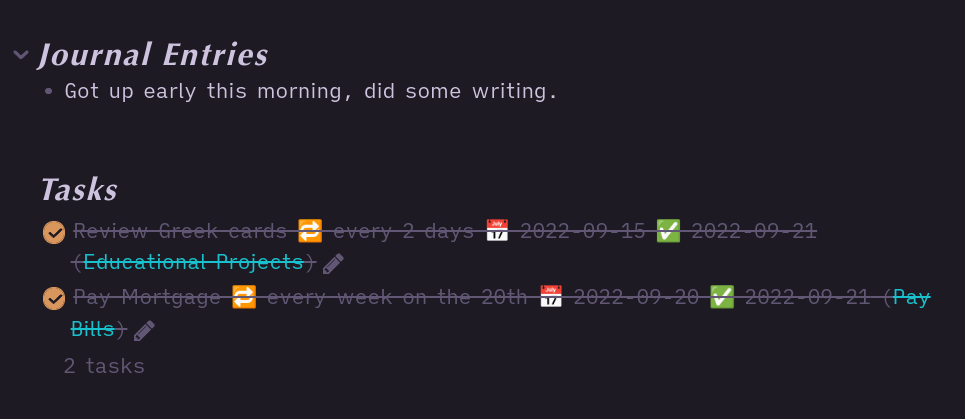 Journal Entries
Got up early this morning, did some writing.
Tasks
Review Greek cards 🔁 every 2 days 📅 2022-09-15 ✅ 2022-09-21
(Educational Projects)
Pay Mortgage 🔁 every week on the 20th 📅 2022-09-20 ✅ 2022-09-21 (Pay
Bills)
2 tasks